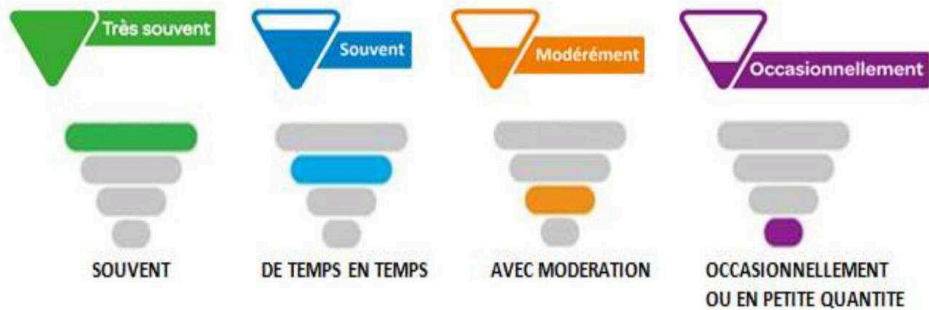 Très souvent
Souvent
Modérément
Occasionnellement
SOUVENT
DE TEMPS EN TEMPS
AVEC MODERATION
OCCASIONNELLEMENT
OU EN PETITE QUANTITE